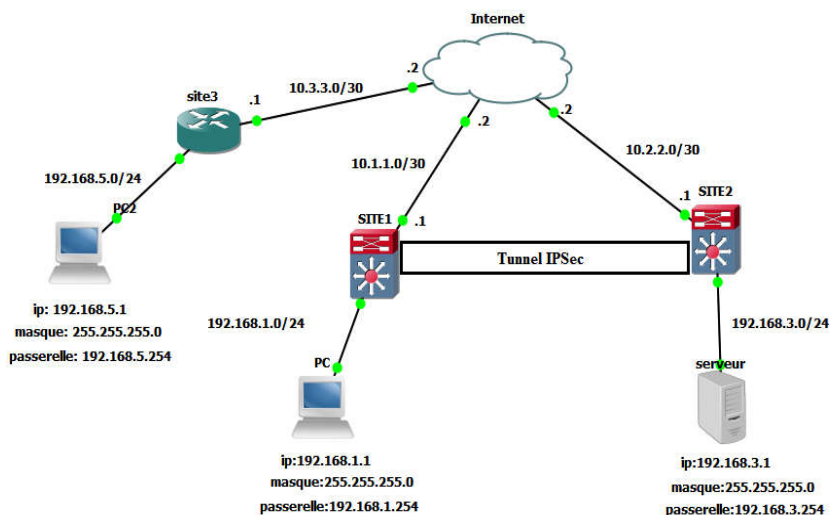 Internet
.2
10.3.3.0/30
site3
.1
.2
.2
10.2.2.0/30
10.1.1.0/30
192.168.5.0/24
PC2
SITE1
.1
.1
SITE2
Tunnel IPSec
ip: 192.168.5.1
masque: 255.255.255.0
passerelle: 192.168.5.254
192.168.1.0/24
192.168.3.0/24
PC
serveur
ip:192.168.1.1
masque:255.255.255.0
passerelle:192.168.1.254
ip:192.168.3.1
masque:255.255.255.0
passerelle:192.168.3.254